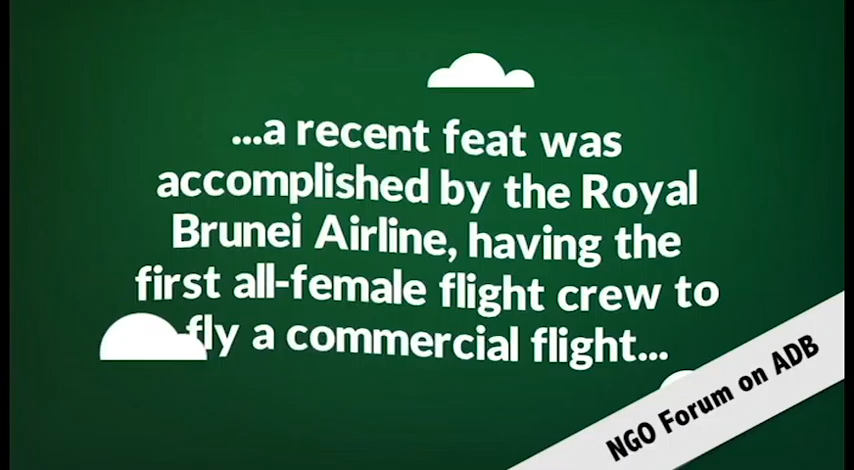 ...a recent feat was
accomplished by the Royal
Brunei Airline, having the
first all-female flight crew to
fly a commercial flight...
NGO Forum on ADB